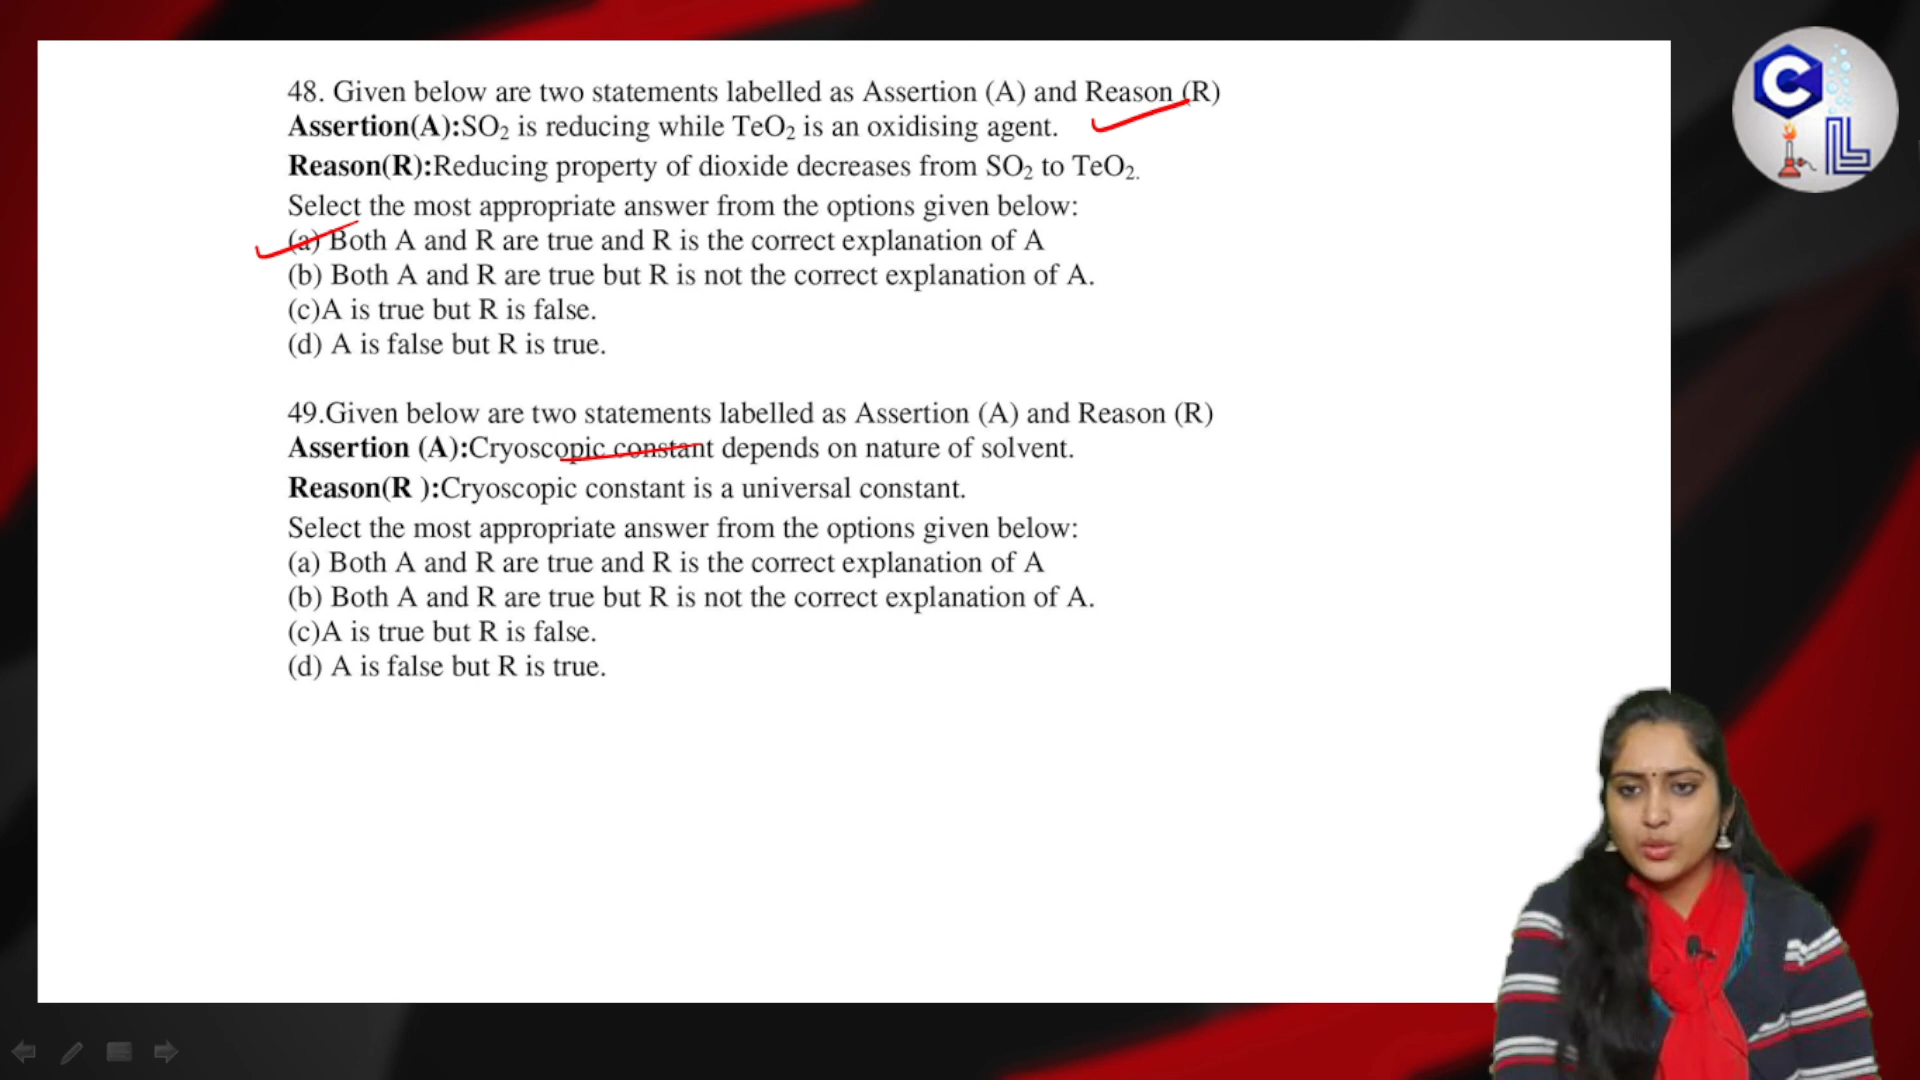 48. Given below are two statements labelled as Assertion (A) and Reason (R)
Assertion(A):SO₂ is reducing while TeO₂ is an oxidising agent.
Reason(R):Reducing property of dioxide decreases from SO₂ to TeO₂.
Select the most appropriate answer from the options given below:
(a) Both A and R are true and R is the correct explanation of A
(b) Both A and R are true but R is not the correct explanation of A.
(c)A is true but R is false.
(d) A is false but R is true.
49.Given below are two statements labelled as Assertion (A) and Reason (R)
Assertion (A):Cryoscopic constant depends on nature of solvent.
Reason(R ):Cryoscopic constant is a universal constant.
Select the most appropriate answer from the options given below:
(a) Both A and R are true and R is the correct explanation of A
(b) Both A and R are true but R is not the correct explanation of A.
(c)A is true but R is false.
(d) A is false but R is true.
C
L